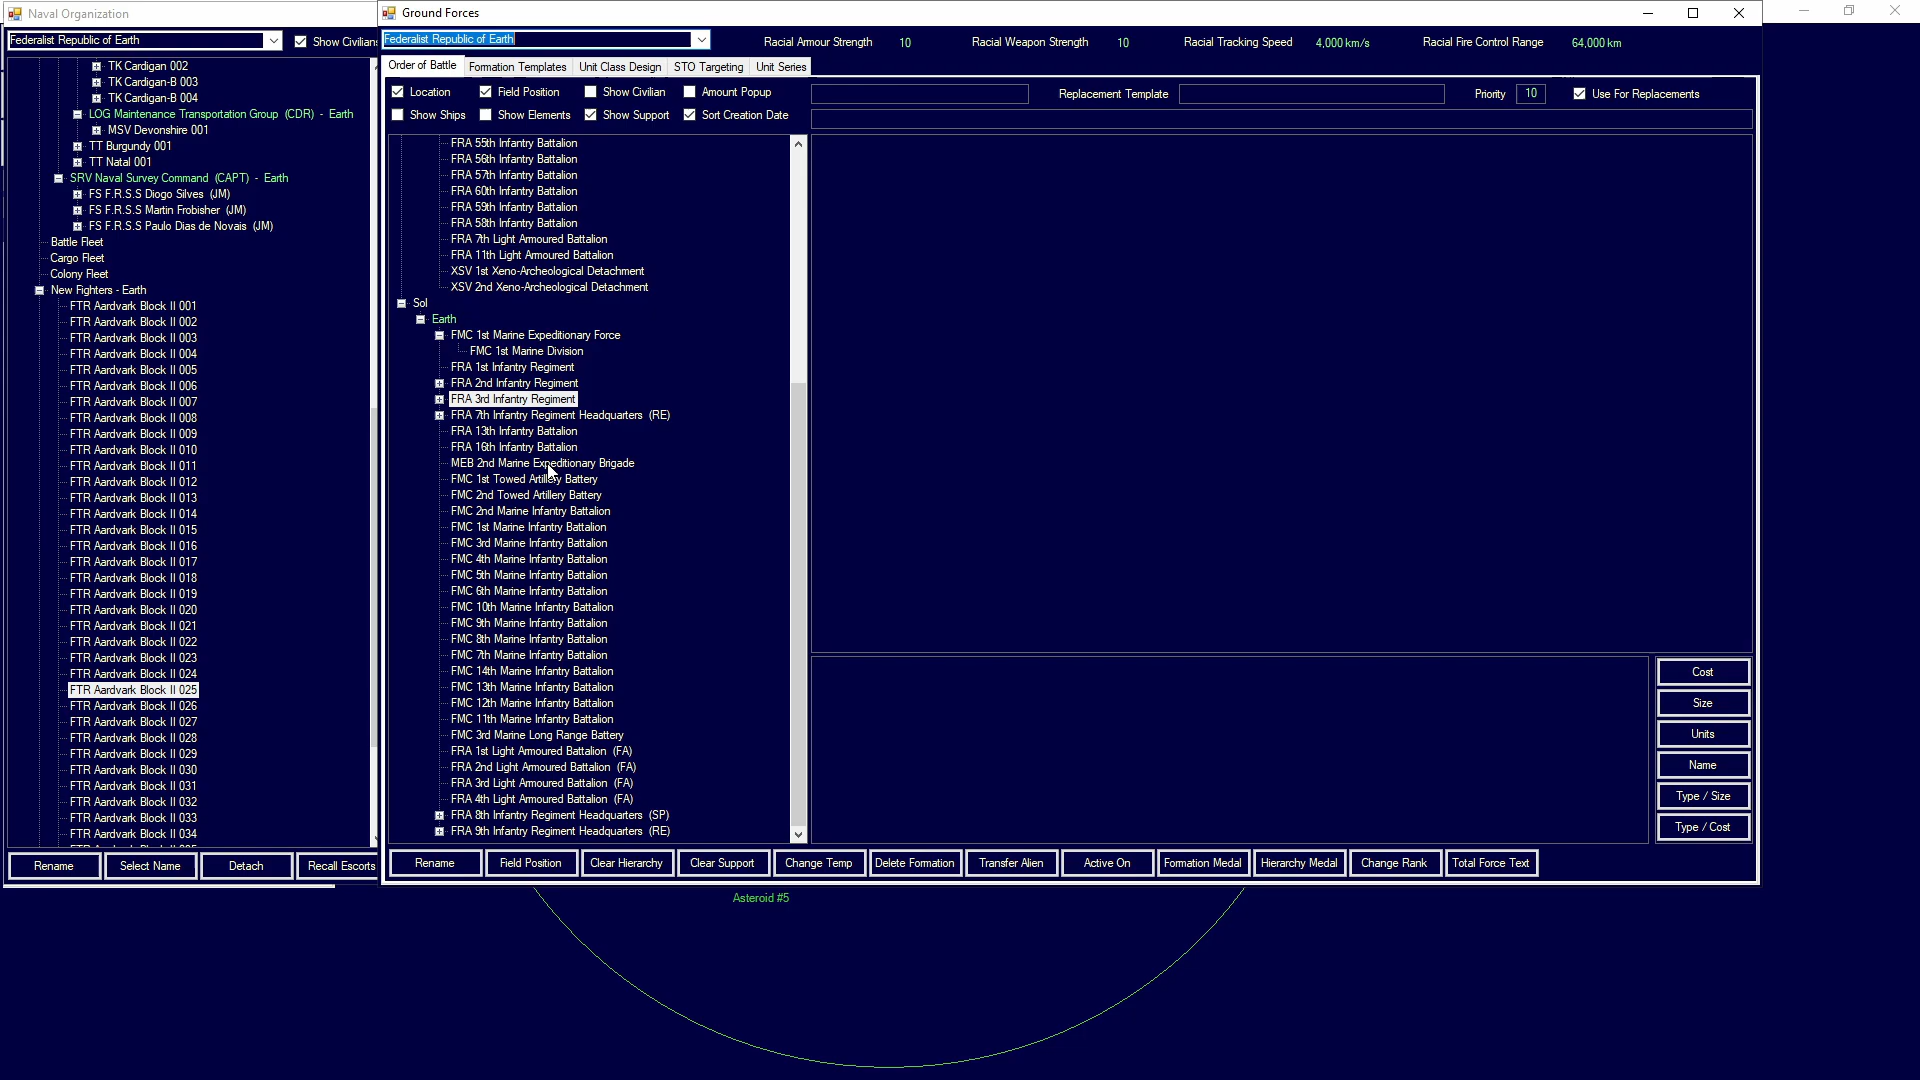 Naval Organization
Federalist Republic of Earth
Show Civilians
TK Cardigan 002
TK Cardigan-B 003
TK Cardigan-B 004
LOG Maintenance Transportation Group (CDR) - Earth
MSV Devonshire 001
TT Burgundy 001
TT Natal 001
SRV Naval Survey Command (CAPT) - Earth
FS F.R.S.S Diogo Silves (JM)
FS F.R.S.S Martin Frobisher (JM)
FS F.R.S.S Paulo Dias de Novais (JM)
Battle Fleet
Cargo Fleet
Colony Fleet
New Fighters - Earth
FTR Aardvark Block II 001
FTR Aardvark Block II 002
FTR Aardvark Block II 003
FTR Aardvark Block II 004
FTR Aardvark Block II 005
FTR Aardvark Block II 006
FTR Aardvark Block II 007
FTR Aardvark Block II 008
FTR Aardvark Block II 009
FTR Aardvark Block II 010
FTR Aardvark Block II 011
FTR Aardvark Block II 012
FTR Aardvark Block II 013
FTR Aardvark Block II 014
FTR Aardvark Block II 015
FTR Aardvark Block II 016
FTR Aardvark Block II 017
FTR Aardvark Block II 018
FTR Aardvark Block II 019
FTR Aardvark Block II 020
FTR Aardvark Block II 021
FTR Aardvark Block II 022
FTR Aardvark Block II 023
FTR Aardvark Block II 024
FTR Aardvark Block II 025
FTR Aardvark Block II 026
FTR Aardvark Block II 027
FTR Aardvark Block II 028
FTR Aardvark Block II 029
FTR Aardvark Block II 030
FTR Aardvark Block II 031
FTR Aardvark Block II 032
FTR Aardvark Block II 033
FTR Aardvark Block II 034
Rename Select Name Detach Recall Escorts
Ground Forces
Federalist Republic of Earth
Racial Armour Strength 10 Racial Weapon Strength 10 Racial Tracking Speed 4,000 km/s Racial Fire Control Range 64,000 km
Order of Battle Formation Templates Unit Class Design STO Targeting Unit Series
Location Field Position Show Civilian Amount Popup
Replacement Template Priority 10 Use For Replacements
Show Ships Show Elements Show Support Sort Creation Date
FRA 55th Infantry Battalion
FRA 56th Infantry Battalion
FRA 57th Infantry Battalion
FRA 60th Infantry Battalion
FRA 59th Infantry Battalion
FRA 58th Infantry Battalion
FRA 7th Light Armoured Battalion
FRA 11th Light Armoured Battalion
XSV 1st Xeno-Archeological Detachment
XSV 2nd Xeno-Archeological Detachment
Sol
Earth
FMC 1st Marine Expeditionary Force
FMC 1st Marine Division
FRA 1st Infantry Regiment
FRA 2nd Infantry Regiment
FRA 3rd Infantry Regiment
FRA 7th Infantry Regiment Headquarters (RE)
FRA 13th Infantry Battalion
FRA 16th Infantry Battalion
MEB 2nd Marine Expeditionary Brigade
FMC 1st Towed Artillery Battery
FMC 2nd Towed Artillery Battery
FMC 2nd Marine Infantry Battalion
FMC 1st Marine Infantry Battalion
FMC 3rd Marine Infantry Battalion
FMC 4th Marine Infantry Battalion
FMC 5th Marine Infantry Battalion
FMC 6th Marine Infantry Battalion
FMC 10th Marine Infantry Battalion
FMC 9th Marine Infantry Battalion
FMC 8th Marine Infantry Battalion
FMC 7th Marine Infantry Battalion
FMC 14th Marine Infantry Battalion
FMC 13th Marine Infantry Battalion
FMC 12th Marine Infantry Battalion
FMC 11th Marine Infantry Battalion
FMC 3rd Marine Long Range Battery
FRA 1st Light Armoured Battalion (FA)
FRA 2nd Light Armoured Battalion (FA)
FRA 3rd Light Armoured Battalion (FA)
FRA 4th Light Armoured Battalion (FA)
FRA 8th Infantry Regiment Headquarters (SP)
FRA 9th Infantry Regiment Headquarters (RE)
Cost
Size
Units
Name
Type / Size
Type / Cost
Rename Field Position Clear Hierarchy Clear Support Change Temp Delete Formation Transfer Alien Active On Formation Medal Hierarchy Medal Change Rank Total Force Text
Asteroid #5